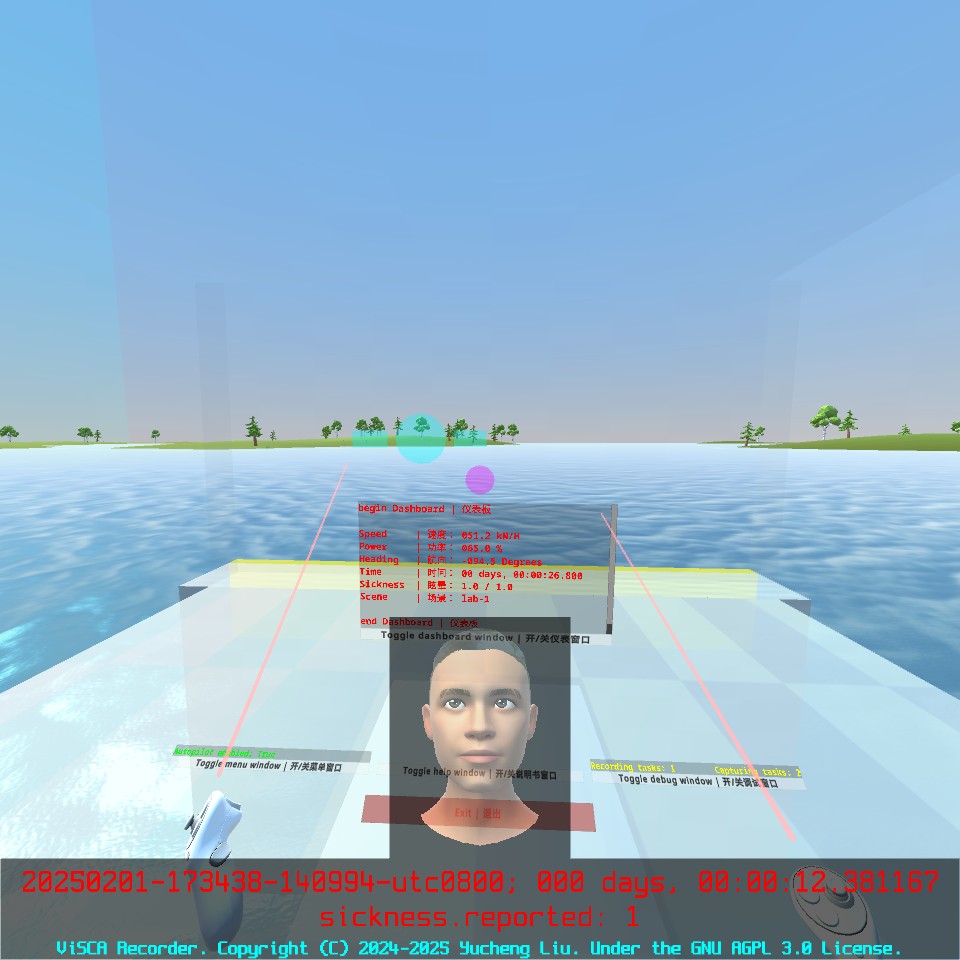 begin Dashboard | 仪表板
Speed | 速度： 051.2 kN/H
Power | 功率： 065.0 %
Heading | 航向： -094.5 Degrees
Time | 时间： 00 days, 00:00:26.800
Sickness | 眩晕： 1.0 / 1.0
Scene | 场景： lab-1
end Dashboard | 仪表板
Toggle dashboard window | 开/关仪表窗口
Autopilot enabled: True
Toggle menu window | 开/关菜单窗口
Toggle help window | 开/关说明书窗口
Recording tasks: 1 Capturing tasks: 2
Toggle debug window | 开/关调试窗口
Exit | 退出
20250201-173438-140994-utc0800; 000 days, 00:00:12.381167
sickness.reported: 1
ViSCA Recorder. Copyright (C) 2024-2025 Yucheng Liu. Under the GNU AGPL 3.0 License.